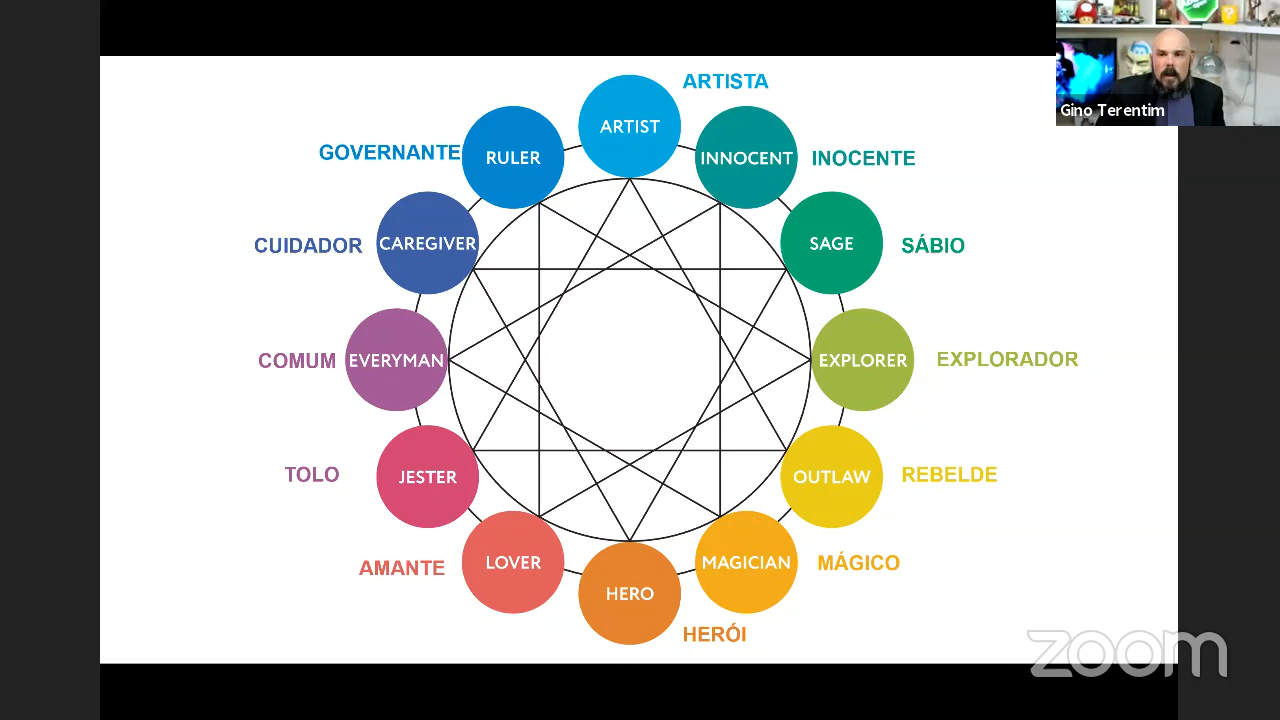 ARTISTA
ARTIST
Gino Terentim
GOVERNANTE
RULER
INNOCENT
INOCENTE
CUIDADOR
CAREGIVER
SAGE
SÁBIO
COMUM
EVERYMAN
EXPLORER
EXPLORADOR
TOLO
JESTER
OUTLAW
REBELDE
AMANTE
LOVER
MAGICIAN
MÁGICO
HERO
HERÓI
zoom